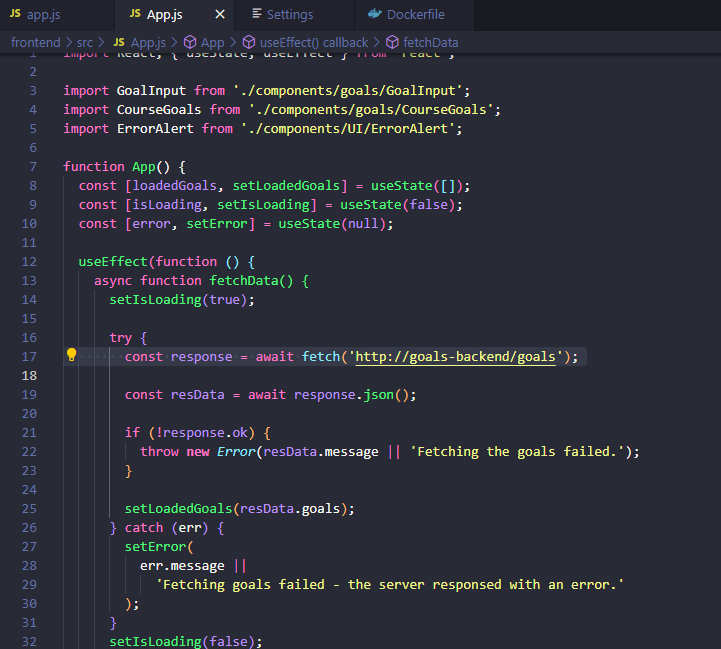 JS app.js JS App.js × Settings Dockerfile
frontend > src > JS App.js > App > useEffect() callback > fetchData
1 import React, { useState, useEffect } from 'react';
2
3 import GoalInput from './components/goals/GoalInput';
4 import CourseGoals from './components/goals/CourseGoals';
5 import ErrorAlert from './components/UI/ErrorAlert';
6
7 function App() {
8 const [loadedGoals, setLoadedGoals] = useState([]);
9 const [isLoading, setIsLoading] = useState(false);
10 const [error, setError] = useState(null);
11
12 useEffect(function () {
13 async function fetchData() {
14 setIsLoading(true);
15
16 try {
17 const response = await fetch('http://goals-backend/goals');
18
19 const resData = await response.json();
20
21 if (!response.ok) {
22 throw new Error(resData.message || 'Fetching the goals failed.');
23 }
24
25 setLoadedGoals(resData.goals);
26 } catch (err) {
27 setError(
28 err.message ||
29 'Fetching goals failed - the server responsed with an error.'
30 );
31 }
32 setIsLoading(false);